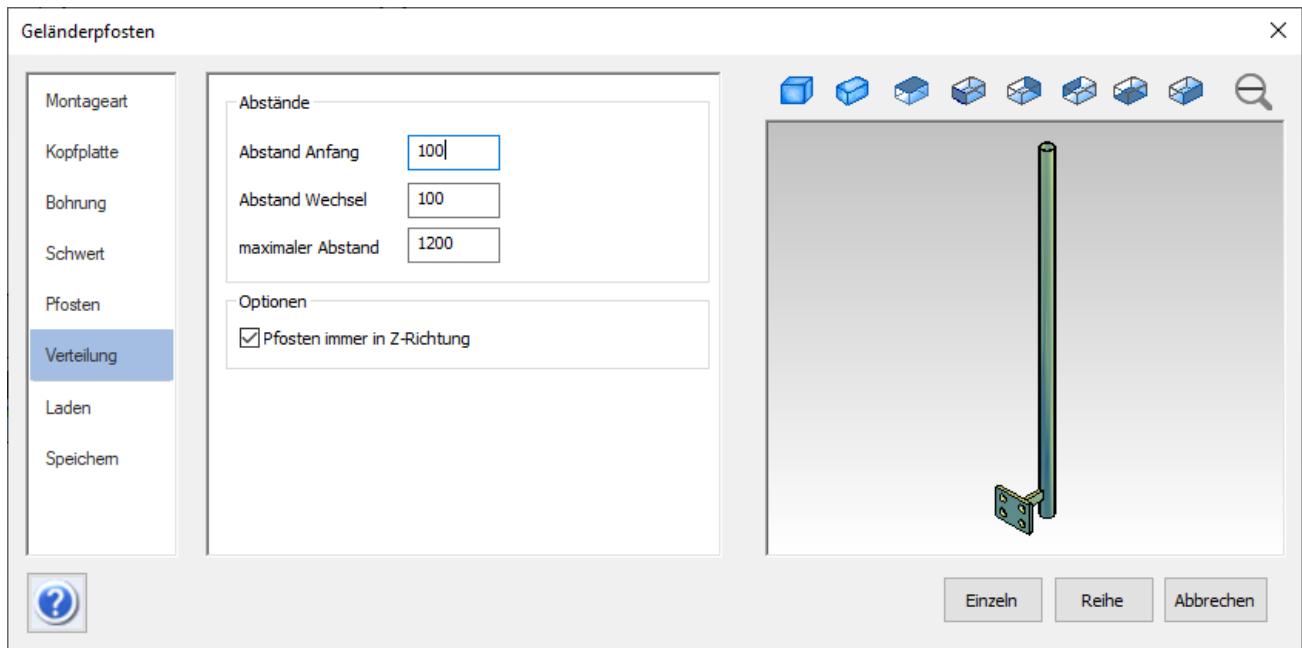 Geländerpfosten
Montageart
Kopfplatte
Bohrung
Schwert
Pfosten
Verteilung
Laden
Speichern
Abstände
Abstand Anfang 100
Abstand Wechsel 100
maximaler Abstand 1200
Optionen
Pfosten immer in Z-Richtung
?
Einzeln Reihe Abbrechen